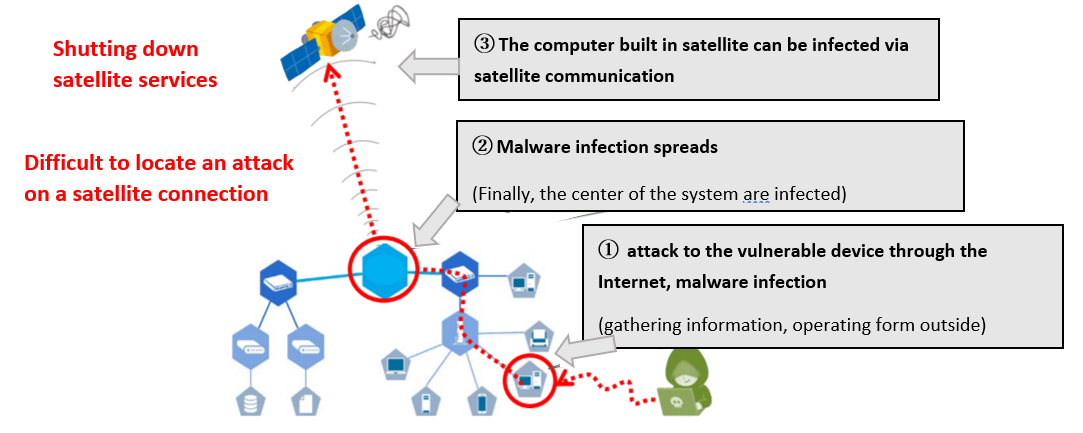 Shutting down
satellite services
③ The computer built in satellite can be infected via
satellite communication
Difficult to locate an attack
on a satellite connection
② Malware infection spreads
(Finally, the center of the system are infected)
① attack to the vulnerable device through the
Internet, malware infection
(gathering information, operating form outside)